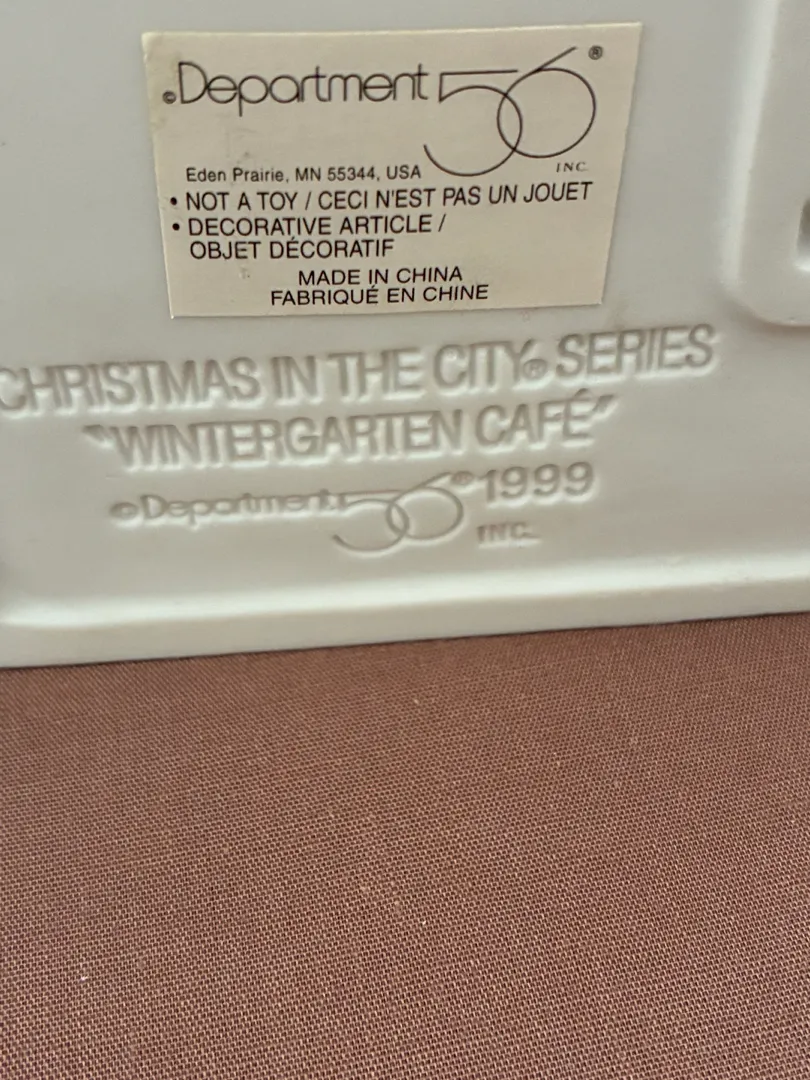 ©Department 56®
INC.
Eden Prairie, MN 55344, USA
• NOT A TOY / CECI N'EST PAS UN JOUET
• DECORATIVE ARTICLE /
OBJET DÉCORATIF
MADE IN CHINA
FABRIQUÉ EN CHINE
CHRISTMAS IN THE CITY® SERIES
"WINTERGARTEN CAFÉ"
©Department 56® 1999
INC.